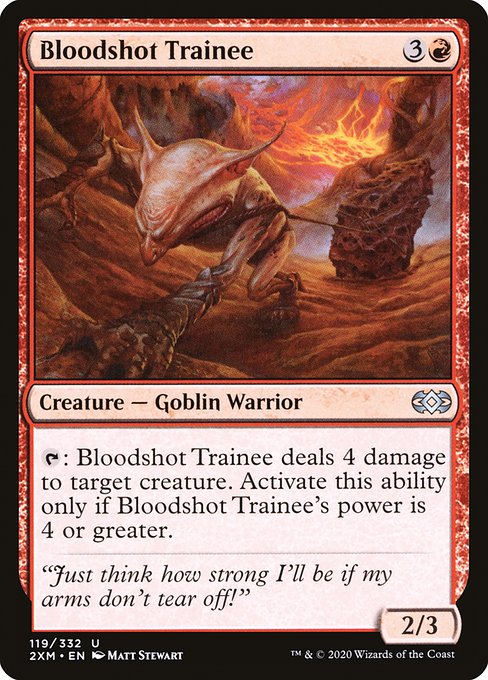 Bloodshot Trainee 3
Creature — Goblin Warrior
: Bloodshot Trainee deals 4 damage
to target creature. Activate this ability
only if Bloodshot Trainee's power is
4 or greater.
"Just think how strong I'll be if my
arms don't tear off!"
2/3
119/332 U
2XM • EN Matt Stewart
™ & © 2020 Wizards of the Coast